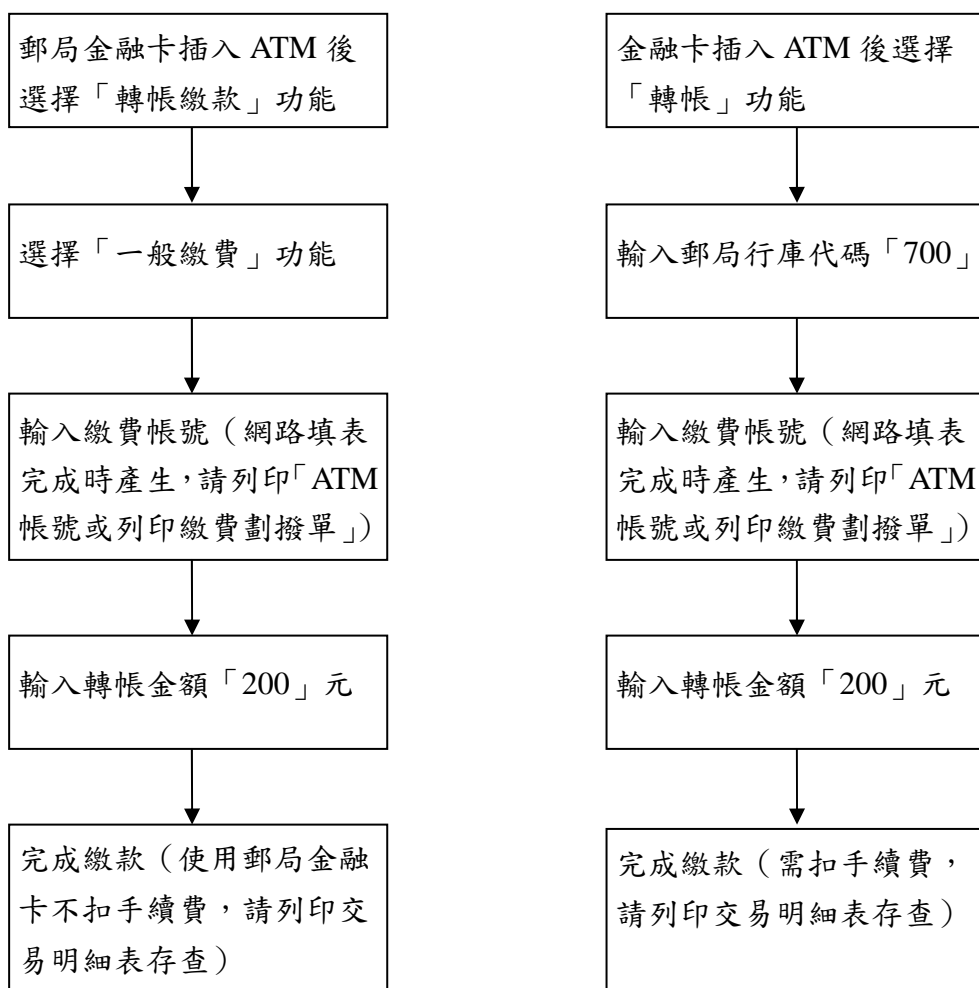 郵局金融卡插入 ATM 後
選擇「轉帳繳款」功能
選擇「一般繳費」功能
輸入繳費帳號（網路填表
完成時產生，請列印「ATM
帳號或列印繳費劃撥單」）
輸入轉帳金額「200」元
完成繳款（使用郵局金融
卡不扣手續費，請列印交
易明細表存查）
金融卡插入 ATM 後選擇
「轉帳」功能
輸入郵局行庫代碼「700」
輸入繳費帳號（網路填表
完成時產生，請列印「ATM
帳號或列印繳費劃撥單」）
輸入轉帳金額「200」元
完成繳款（需扣手續費，
請列印交易明細表存查）